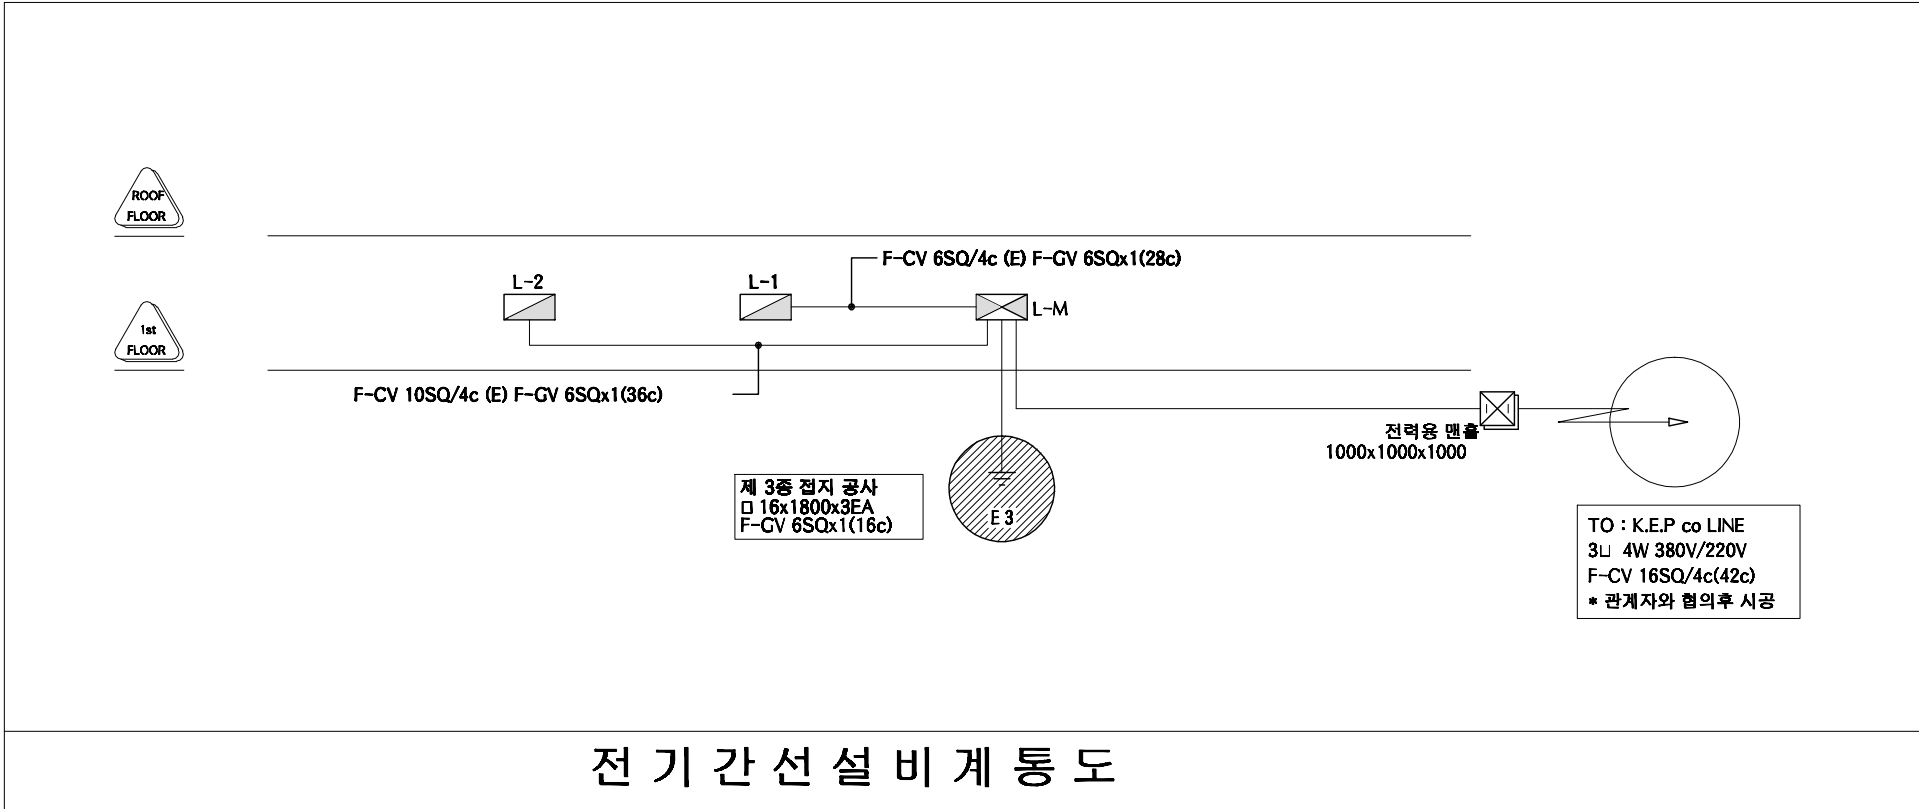 ROOF
FLOOR
F-CV 6SQ/4c (E) F-GV 6SQx1(28c)
L-2
L-1
L-M
1st
FLOOR
F-CV 10SQ/4c (E) F-GV 6SQx1(36c)
전력용 맨홀
1000x1000x1000
제 3종 접지 공사
□ 16x1800x3EA
F-GV 6SQx1(16c)
E3
TO : K.E.P co LINE
3□ 4W 380V/220V
F-CV 16SQ/4c(42c)
* 관계자와 협의후 시공
전기간선설비계통도